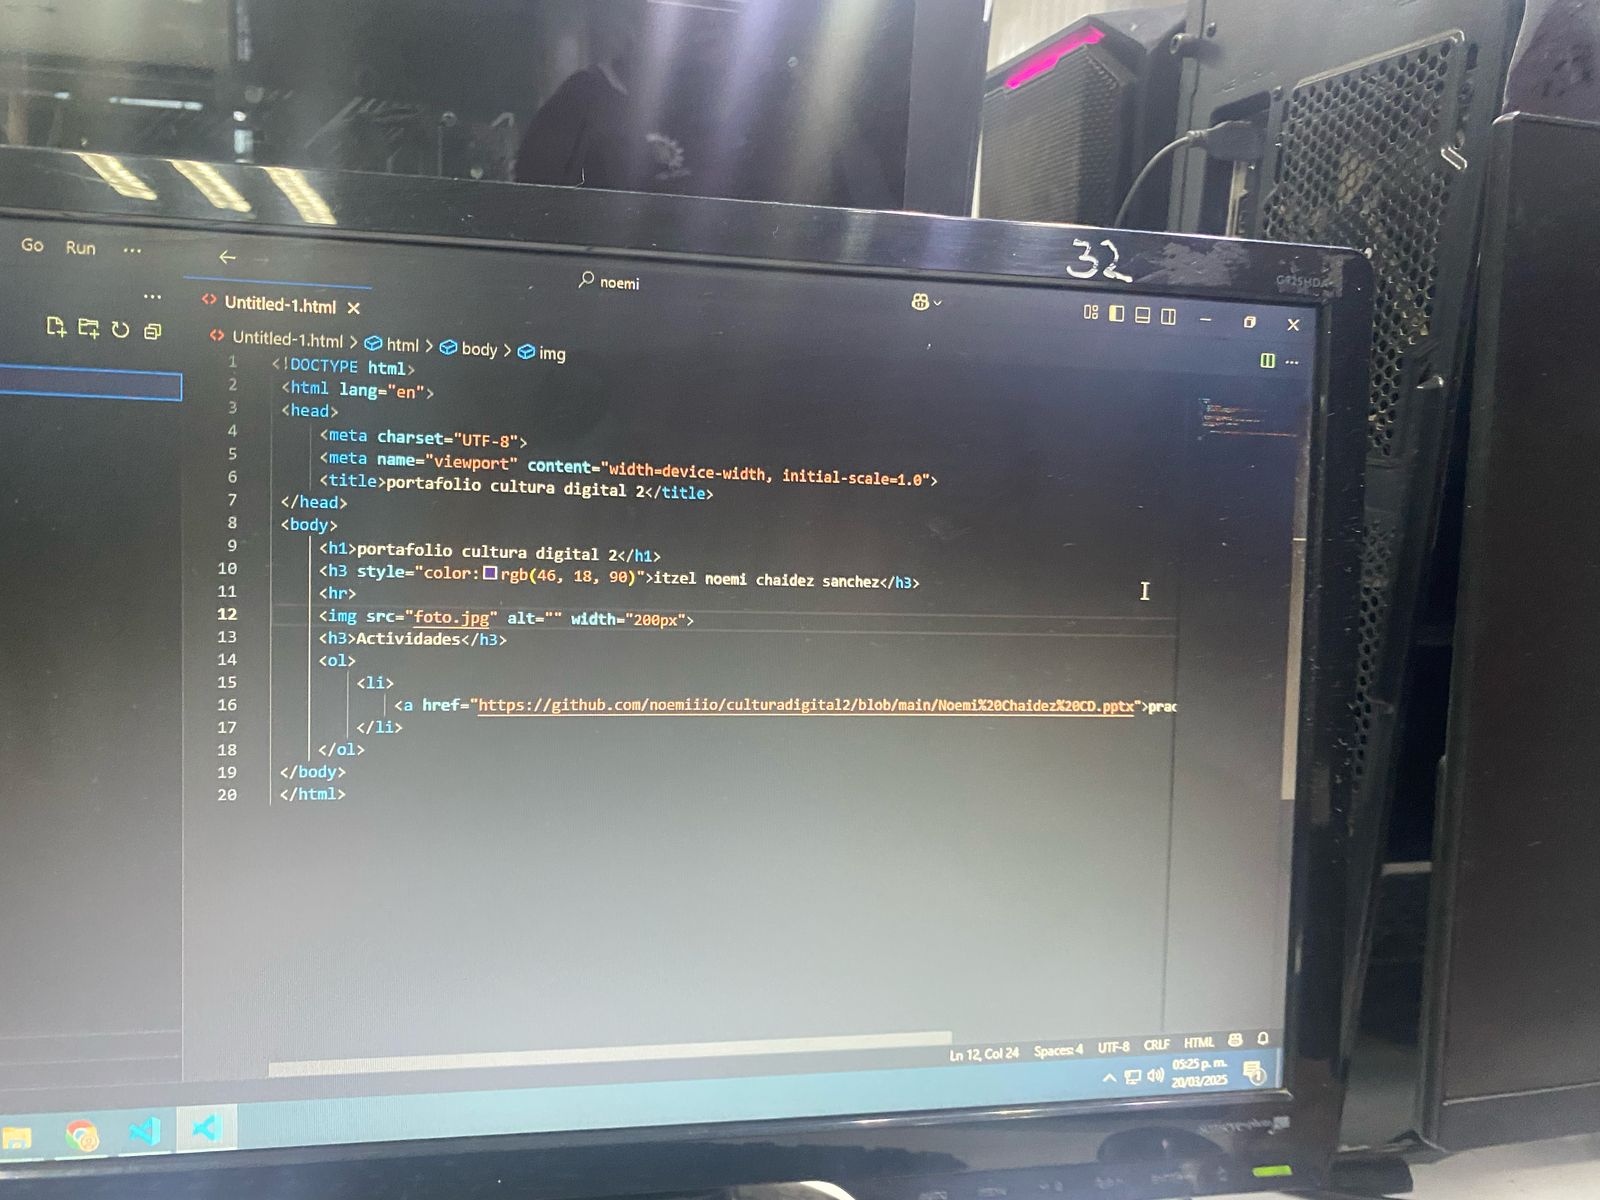 32
Go Run ...
noemi
Untitled-1.html
Untitled-1.html > html > body > img
1 <!DOCTYPE html>
2 <html lang="en">
3 <head>
4 <meta charset="UTF-8">
5 <meta name="viewport" content="width=device-width, initial-scale=1.0">
6 <title>portafolio cultura digital 2</title>
7 </head>
8 <body>
9 <h1>portafolio cultura digital 2</h1>
10 <h3 style="color:rgb(46, 18, 90)">itzel noemi chaidez sanchez</h3>
11 <hr>
12 <img src="foto.jpg" alt="" width="200px">
13 <h3>Actividades</h3>
14 <ol>
15 <li>
16 <a href="https://github.com/noemiiio/culturadigital2/blob/main/Noemi%20Chaidez%20CD.pptx">prac
17 </li>
18 </ol>
19 </body>
20 </html>
Ln 12, Col 24 Spaces: 4 UTF-8 CRLF HTML
05:25 p. m.
20/03/2025